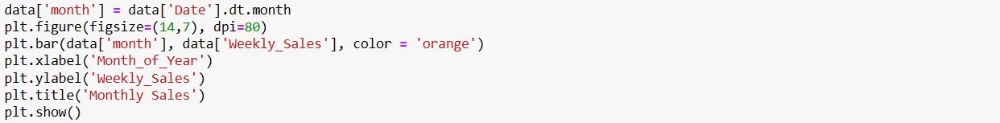 data['month'] = data['Date'].dt.month
plt.figure(figsize=(14,7), dpi=80)
plt.bar(data['month'], data['Weekly_Sales'], color = 'orange')
plt.xlabel('Month_of_Year')
plt.ylabel('Weekly_Sales')
plt.title('Monthly Sales')
plt.show()